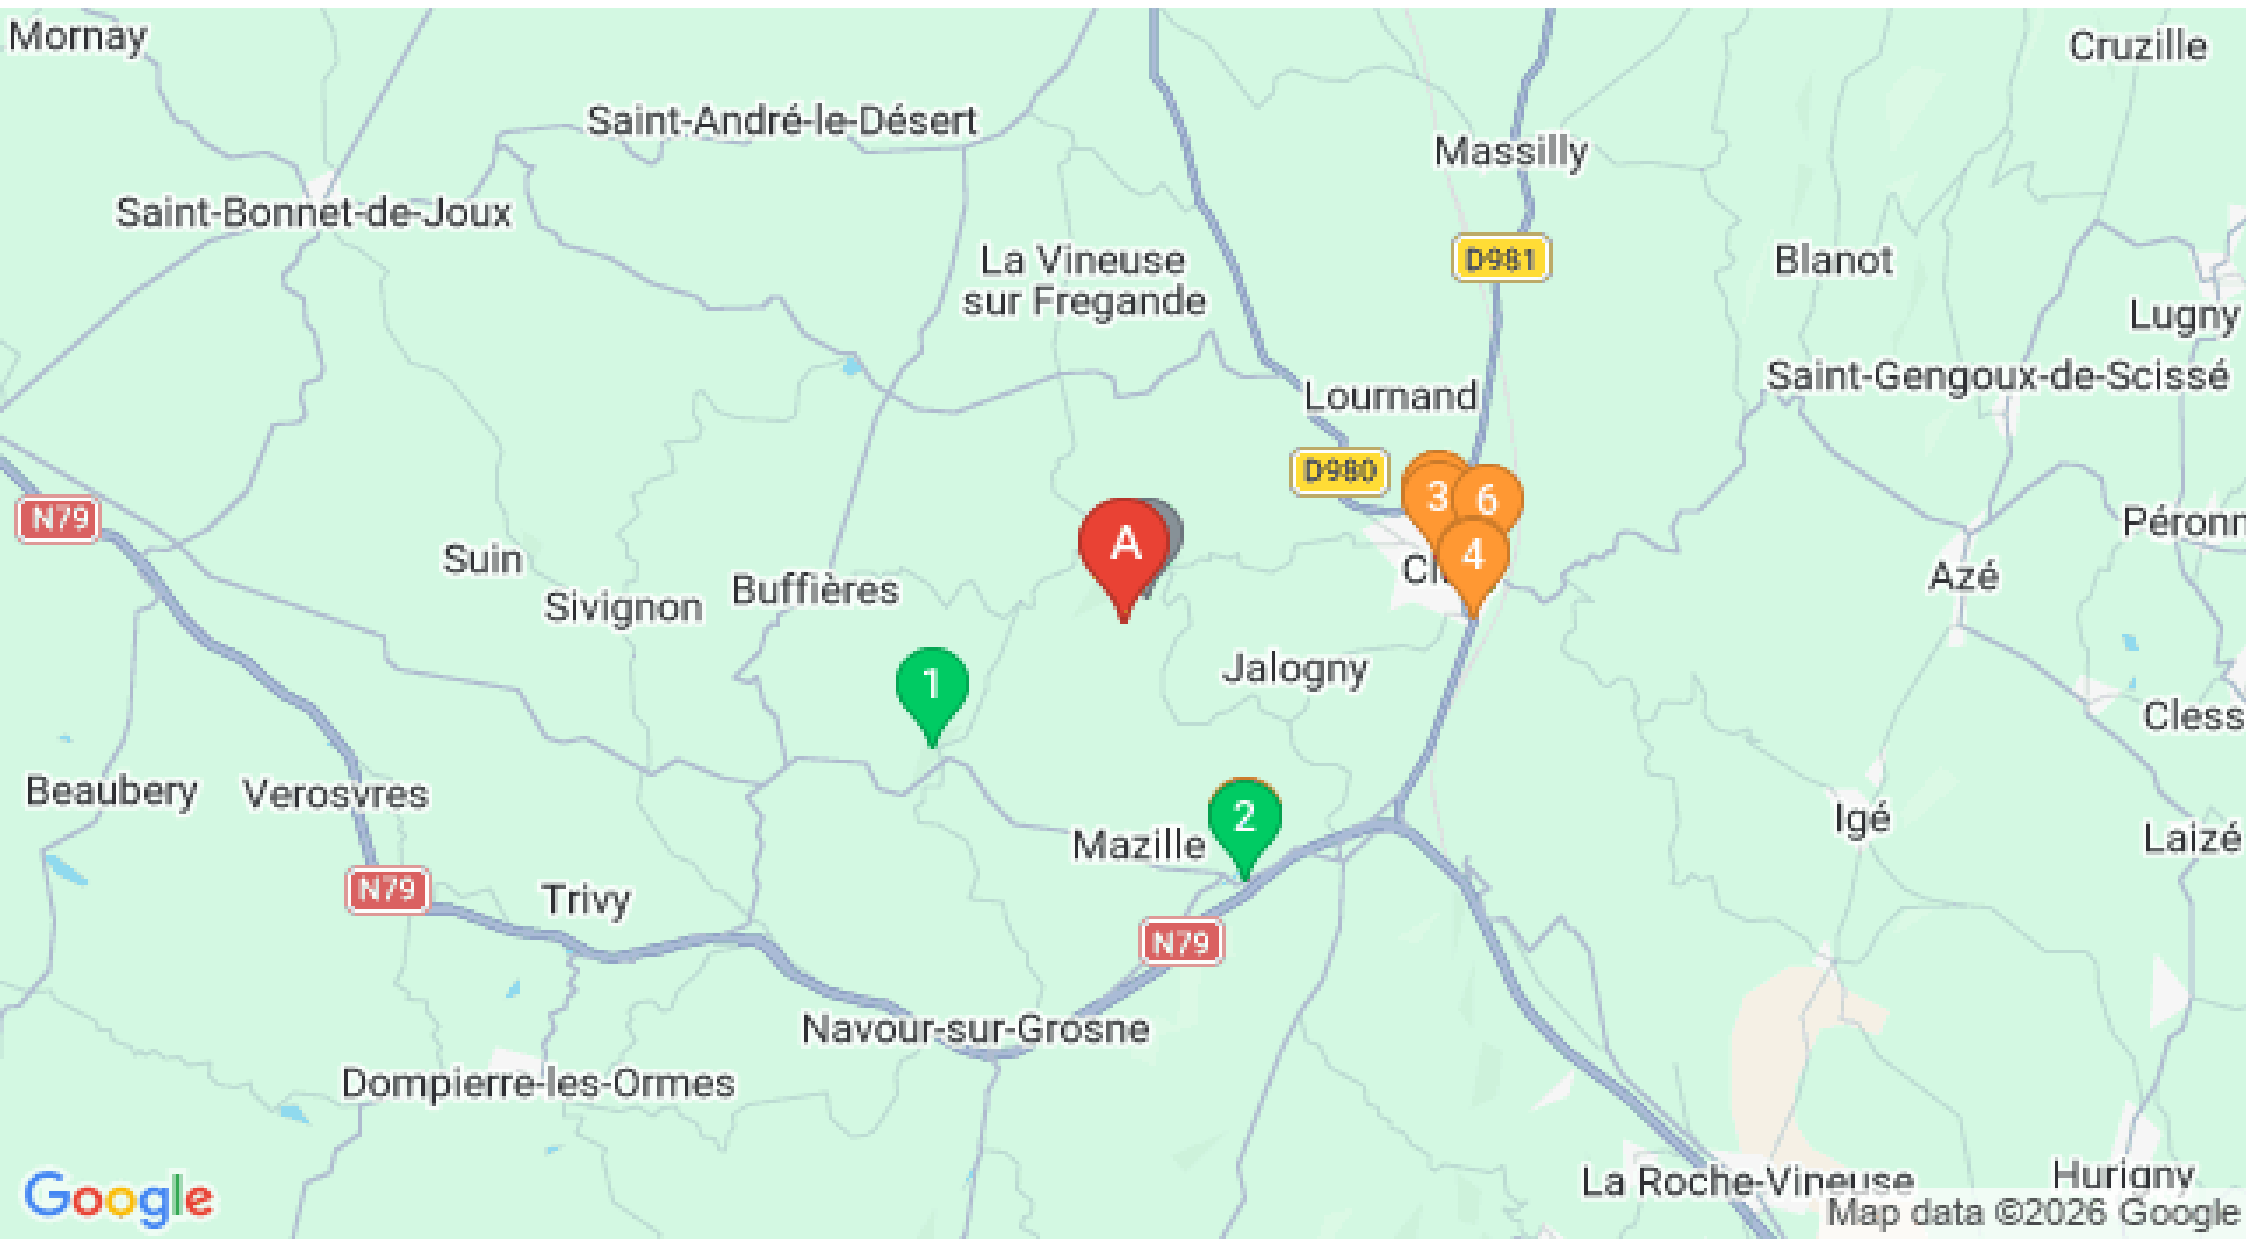 Mornay
Cruzille
Saint-André-le-Désert
Massilly
Saint-Bonnet-de-Joux
La Vineuse
sur Fregande
D981
Blanot
Lugny
Saint-Gengoux-de-Scissé
Lournand
D980
3
6
N79
A
4
Péronn
Suin
Cl
Azé
Sivignon
Buffières
1
Jalogny
Cless
Beaubery
Verosvres
2
Mazille
Igé
Laizé
N79
Trivy
N79
Navour-sur-Grosne
Dompierre-les-Ormes
La Roche-Vineuse
Hurigny
Google
Map data ©2026 Google